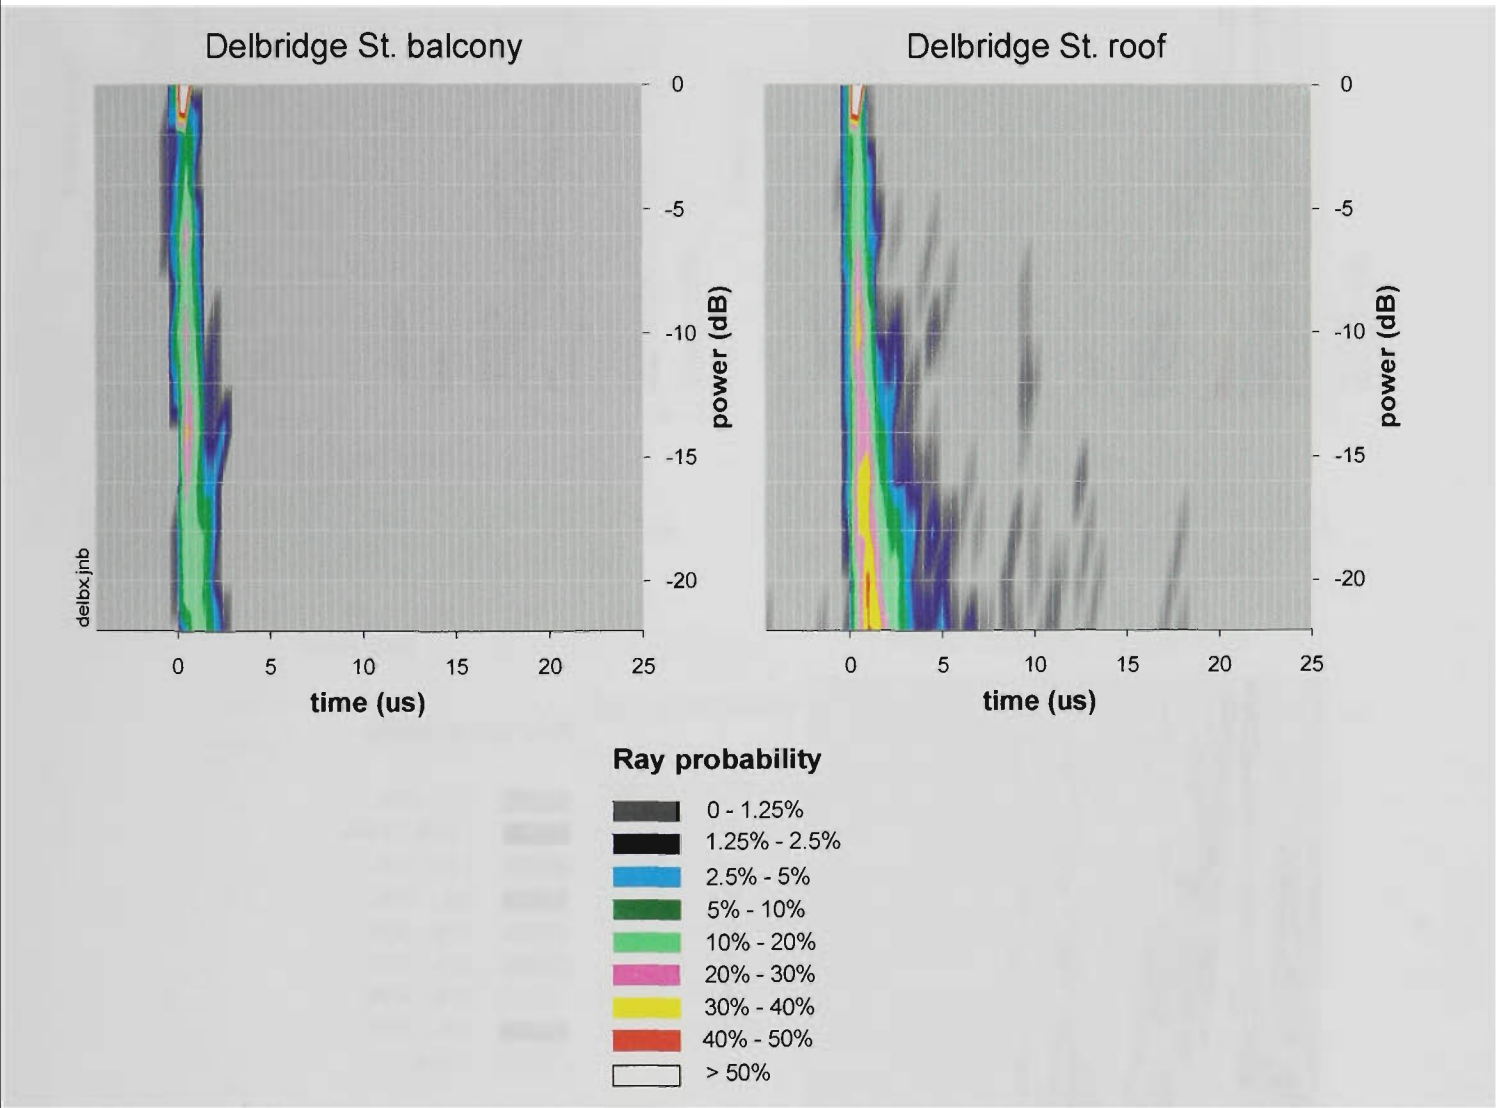 Delbridge St. balcony
Delbridge St. roof
0
-5
-10
-15
-20
power (dB)
delbx.jnb
0 5 10 15 20 25
time (us)
0
-5
-10
-15
-20
power (dB)
0 5 10 15 20 25
time (us)
Ray probability
0 - 1.25%
1.25% - 2.5%
2.5% - 5%
5% - 10%
10% - 20%
20% - 30%
30% - 40%
40% - 50%
> 50%